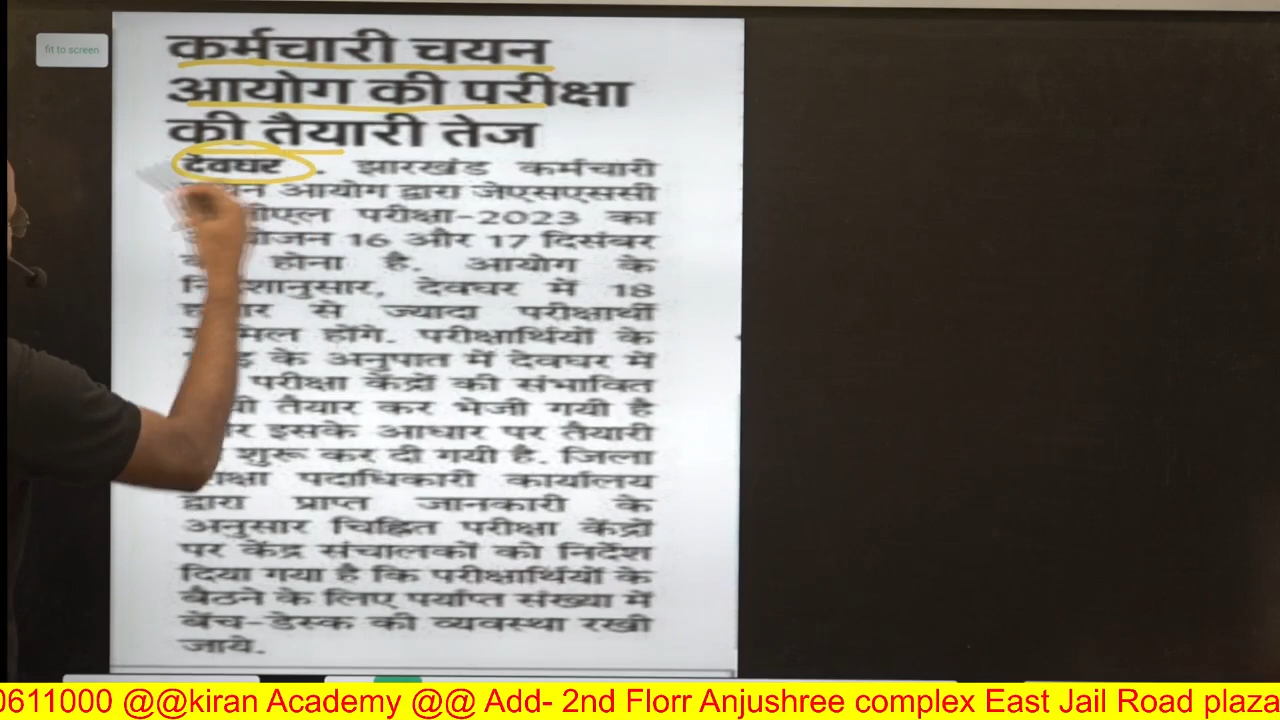 fit to screen
कर्मचारी चयन
आयोग की परीक्षा
की तैयारी तेज
देवघर . झारखंड कर्मचारी
आयोग द्वारा जेएसएससी
परीक्षा-2023 का
16 और 17 दिसंबर
होना है. आयोग के
देवघर में 18
से ज्यादा परीक्षार्थी
होंगे. परीक्षार्थियों के
के अनुपात में देवघर में
परीक्षा केंद्रों की संभावित
तैयार कर भेजी गयी है
इसके आधार पर तैयारी
शुरू कर दी गयी है. जिला
पदाधिकारी कार्यालय
द्वारा प्राप्त जानकारी के
अनुसार चिह्नित परीक्षा केंद्रों
पर केंद्र संचालकों को निर्देश
दिया गया है कि परीक्षार्थियों के
बैठने के लिए पर्याप्त संख्या में
बेंच-डेस्क की व्यवस्था रखी
जाये.
0611000 @@kiran Academy @@ Add- 2nd Florr Anjushree complex East Jail Road plaza